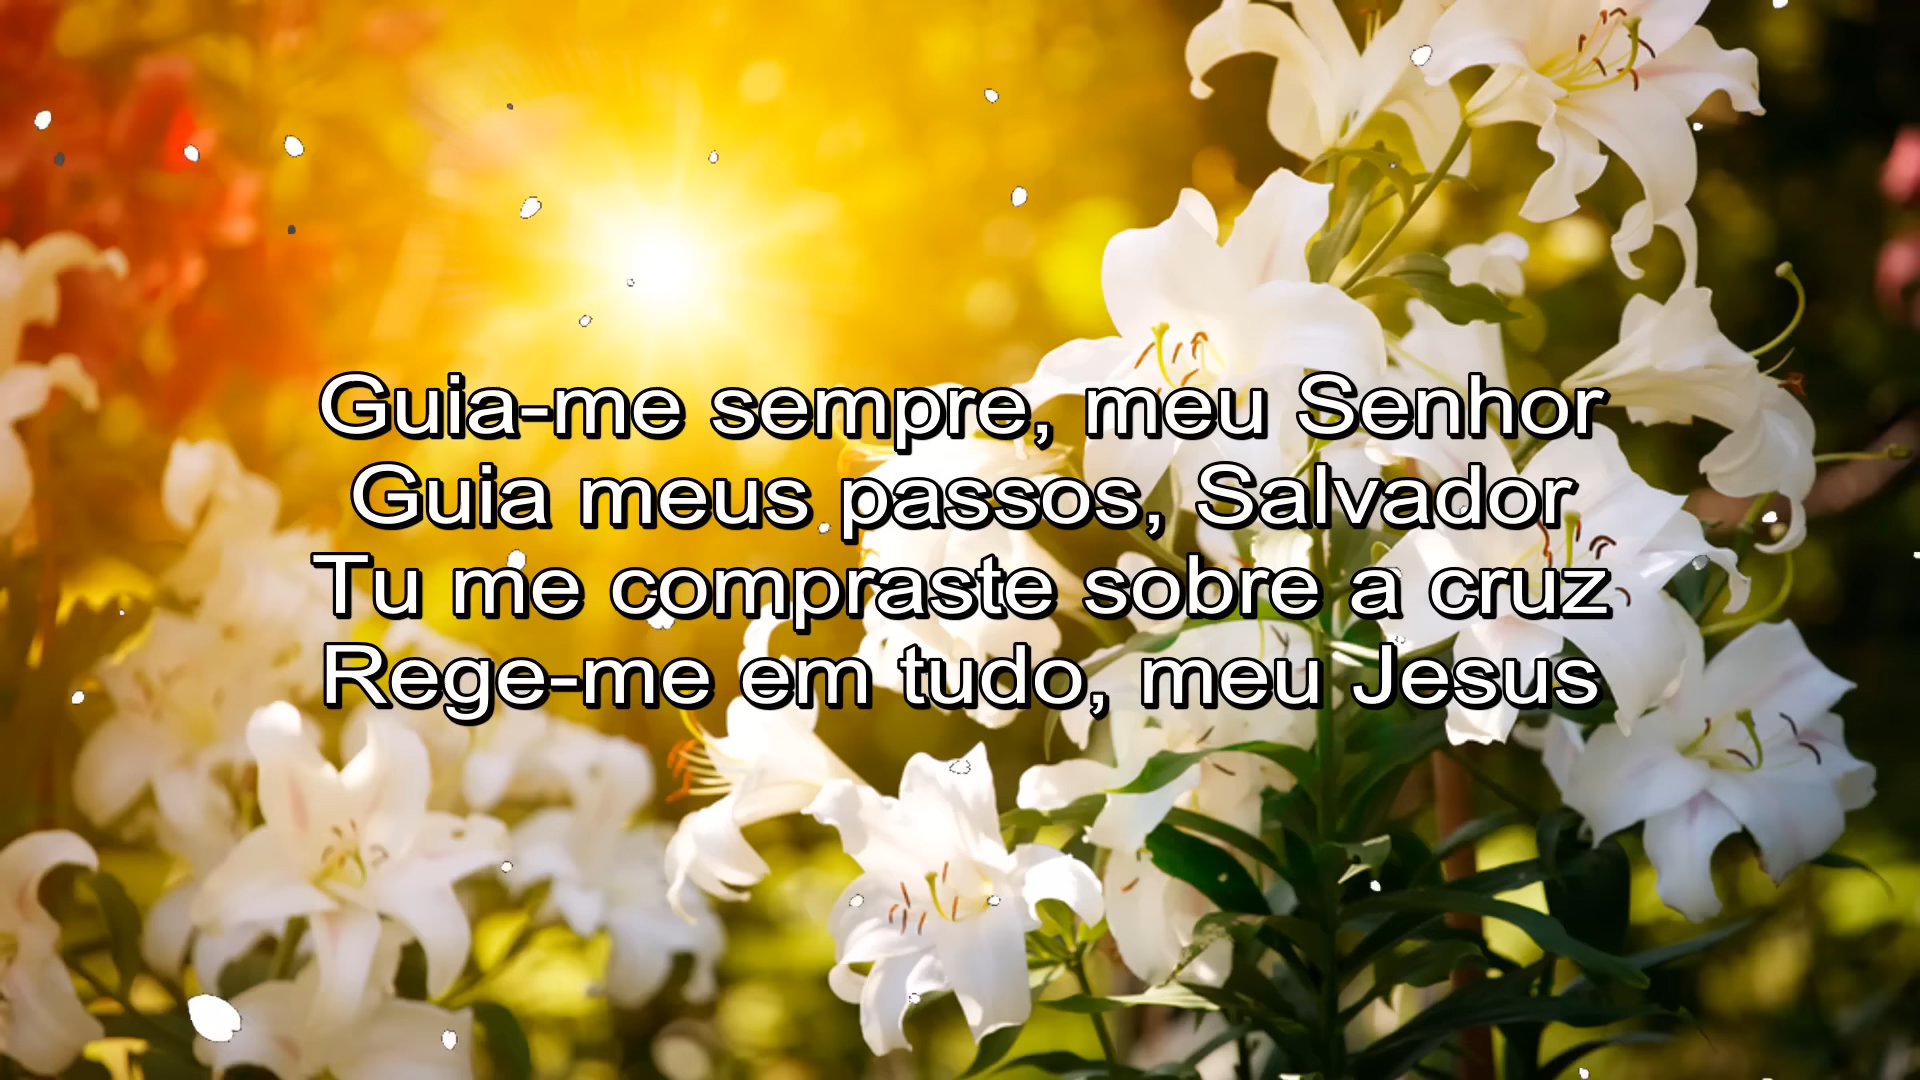 Guia-me sempre, meu Senhor
Guia meus passos, Salvador
Tu me compraste sobre a cruz
Rege-me em tudo, meu Jesus